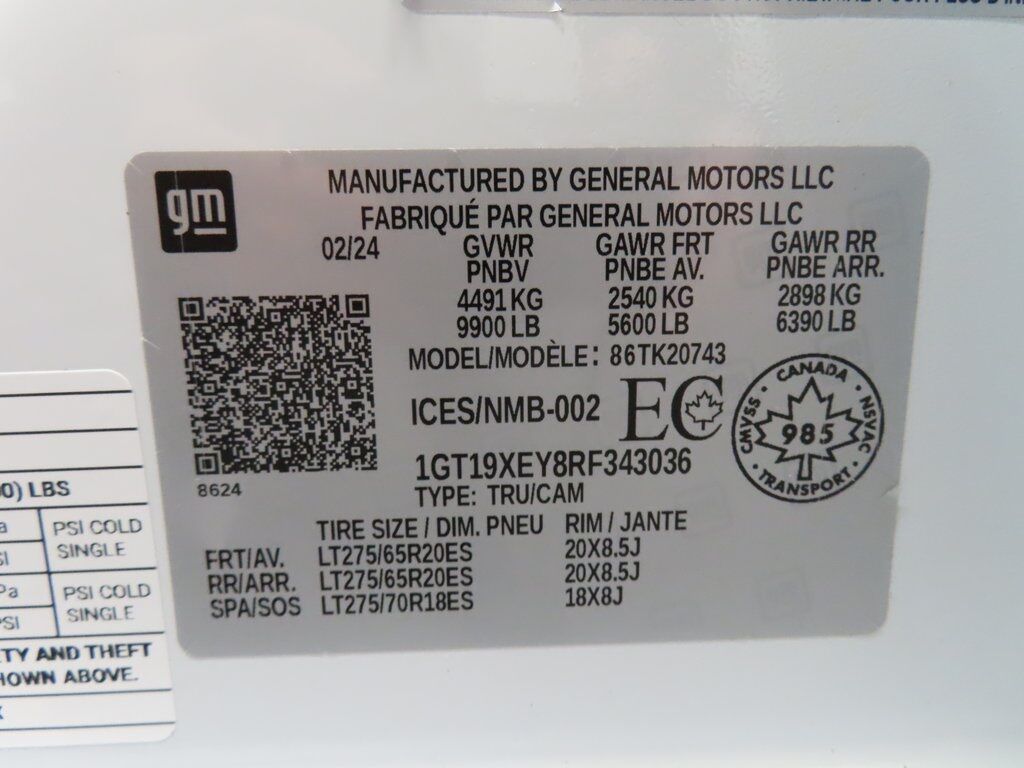 gm
MANUFACTURED BY GENERAL MOTORS LLC
FABRIQUÉ PAR GENERAL MOTORS LLC
02/24 GVWR GAWR FRT GAWR RR
PNBV PNBE AV. PNBE ARR.
4491 KG 2540 KG 2898 KG
9900 LB 5600 LB 6390 LB
MODEL/MODÈLE: 86TK20743
ICES/NMB-002 EC
CANADA
CMVSS 985 NSVAC
TRANSPORT
1GT19XEY8RF343036
8624
TYPE: TRU/CAM
TIRE SIZE / DIM. PNEU RIM / JANTE
FRT/AV. LT275/65R20ES 20X8.5J
RR/ARR. LT275/65R20ES 20X8.5J
SPA/SOS LT275/70R18ES 18X8J
LBS
PSI COLD
SINGLE
PSI COLD
SINGLE
AND THEFT
ABOVE.